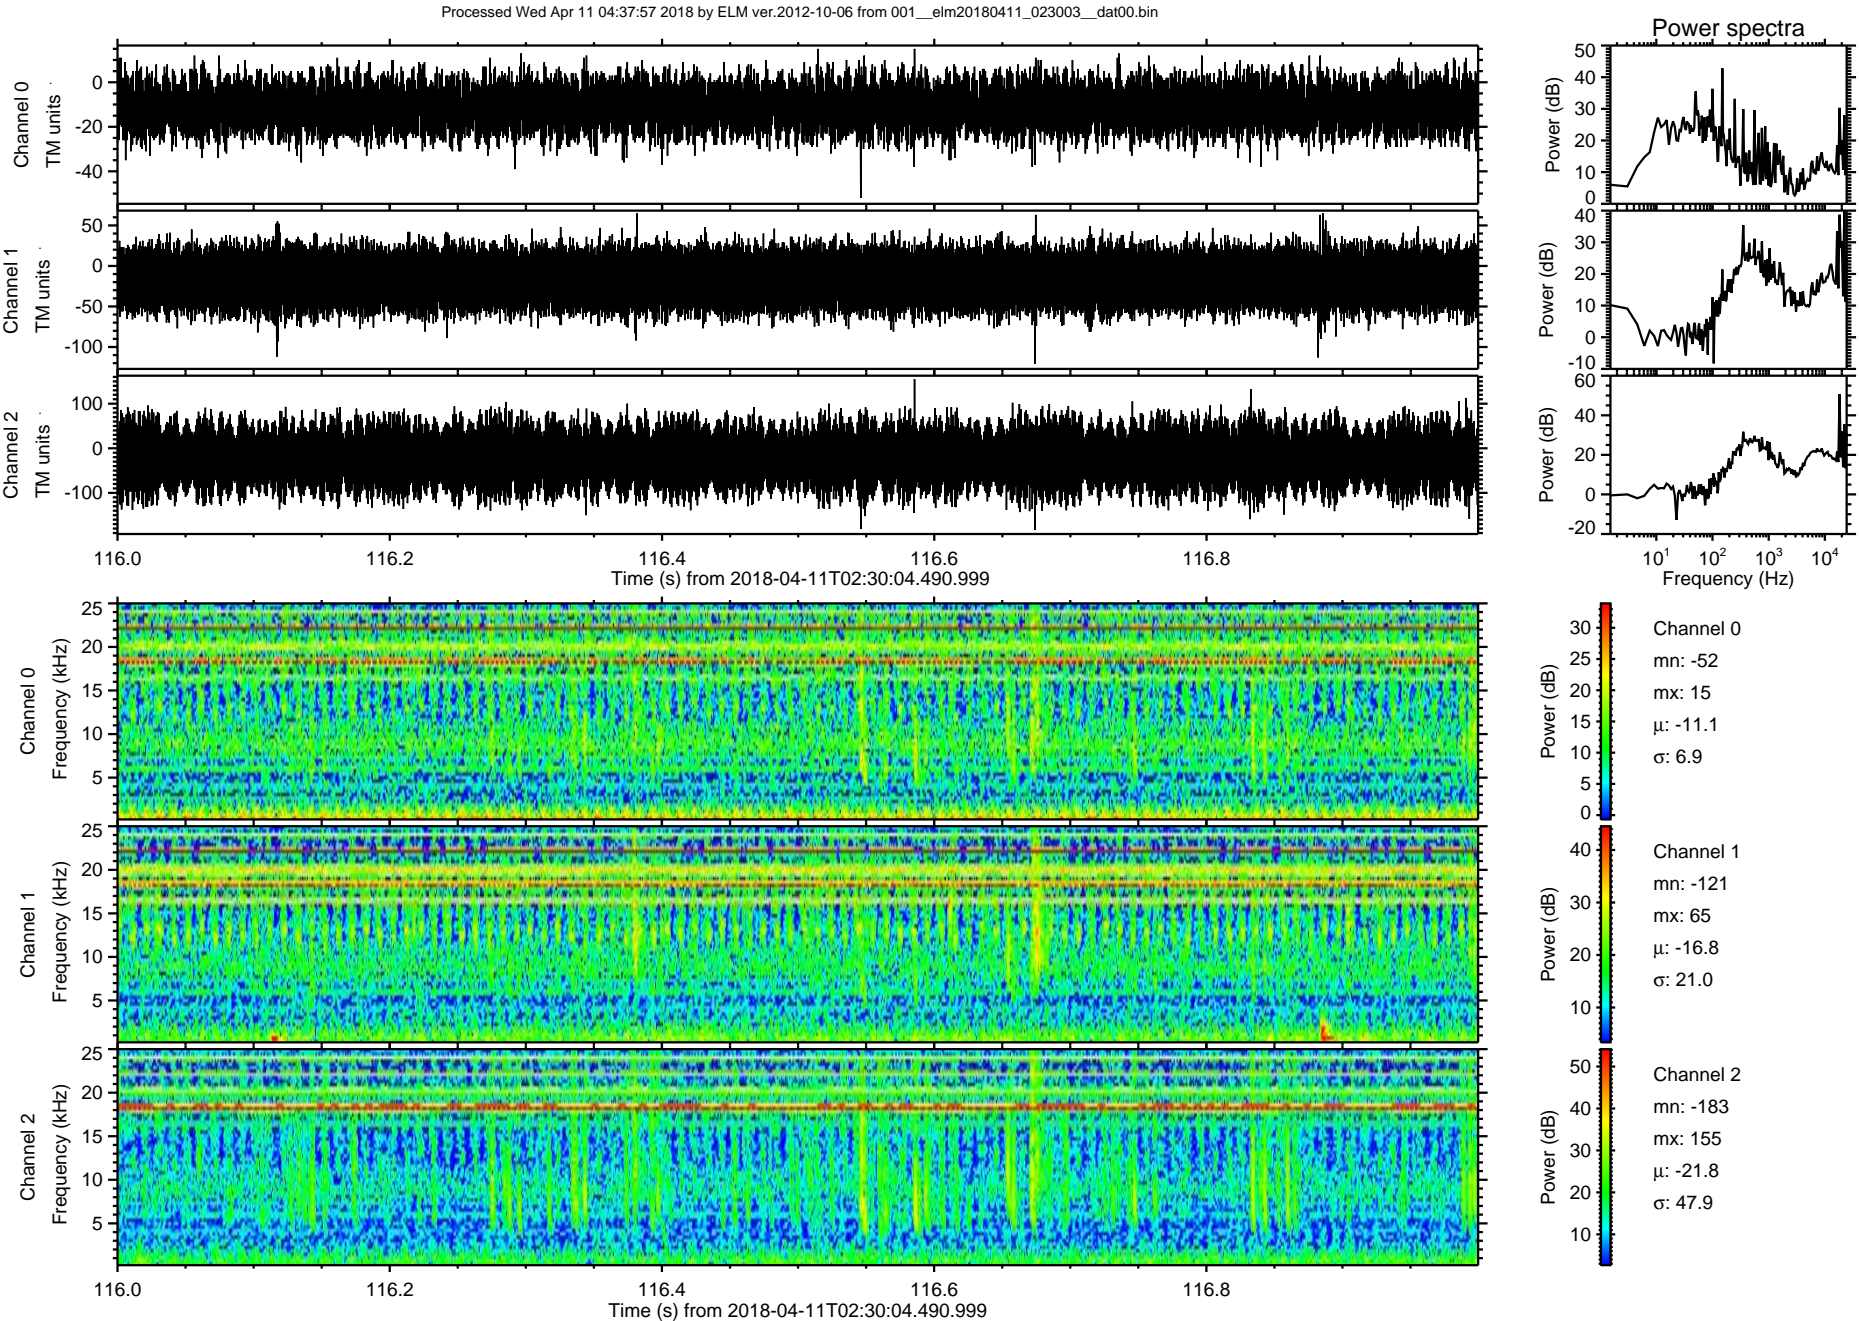 Processed Wed Apr 11 04:37:57 2018 by ELM ver.2012-10-06 from 001__elm20180411_023003__dat00.bin
Power spectra
Channel 0
TM units
0
-20
-40
Power (dB)
50
40
30
20
10
0
Channel 1
TM units
50
0
-50
-100
Power (dB)
40
30
20
10
0
-10
Channel 2
TM units
100
0
-100
Power (dB)
60
40
20
0
-20
116.0 116.2 116.4 116.6 116.8
Time (s) from 2018-04-11T02:30:04.490.999
10¹ 10² 10³ 10⁴
Frequency (Hz)
Channel 0
Frequency (kHz)
25
20
15
10
5
Power (dB)
30
25
20
15
10
5
0
Channel 0
mn: -52
mx: 15
µ: -11.1
σ: 6.9
Channel 1
Frequency (kHz)
25
20
15
10
5
Power (dB)
40
30
20
10
Channel 1
mn: -121
mx: 65
µ: -16.8
σ: 21.0
Channel 2
Frequency (kHz)
25
20
15
10
5
Power (dB)
50
40
30
20
10
Channel 2
mn: -183
mx: 155
µ: -21.8
σ: 47.9
116.0 116.2 116.4 116.6 116.8
Time (s) from 2018-04-11T02:30:04.490.999